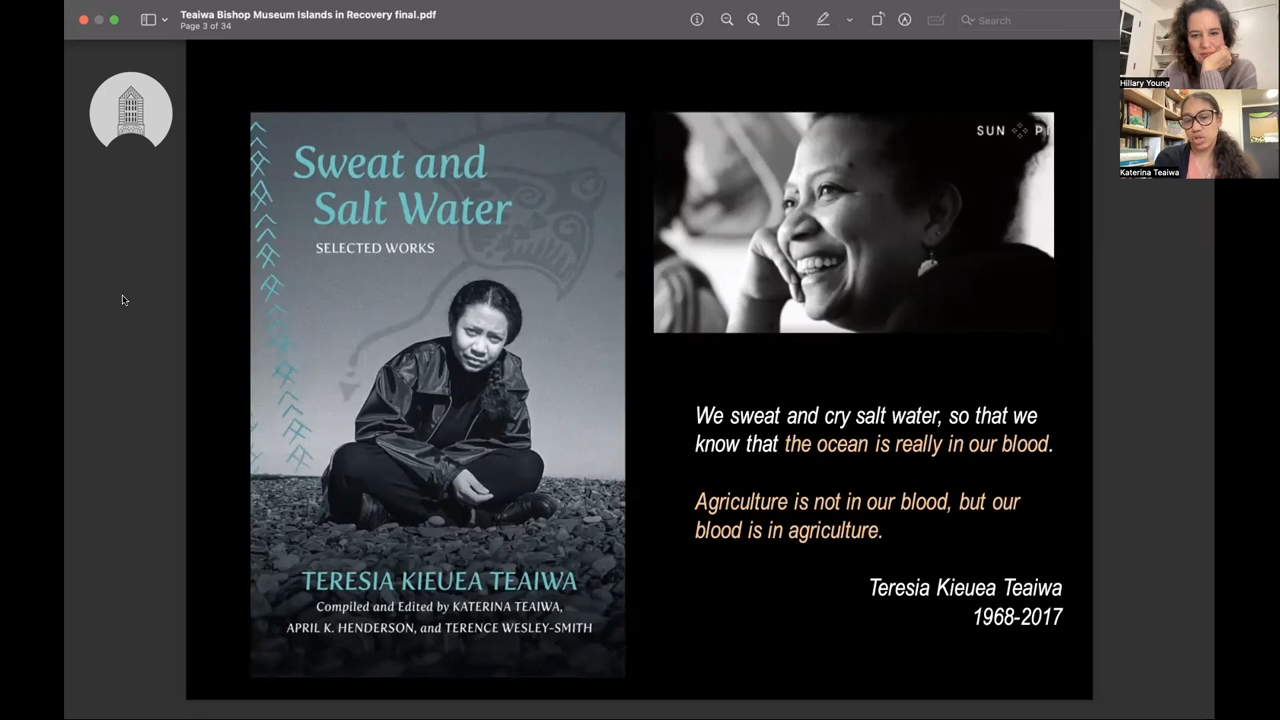 Teaiwa Bishop Museum Islands in Recovery final.pdf
Page 3 of 34
Search
Hillary Young
Katerina Teaiwa
Sweat and
Salt Water
SELECTED WORKS
TERESIA KIEUEA TEAIWA
Compiled and Edited by KATERINA TEAIWA,
APRIL K. HENDERSON, and TERENCE WESLEY-SMITH
SUN PI
We sweat and cry salt water, so that we
know that the ocean is really in our blood.
Agriculture is not in our blood, but our
blood is in agriculture.
Teresia Kieuea Teaiwa
1968-2017